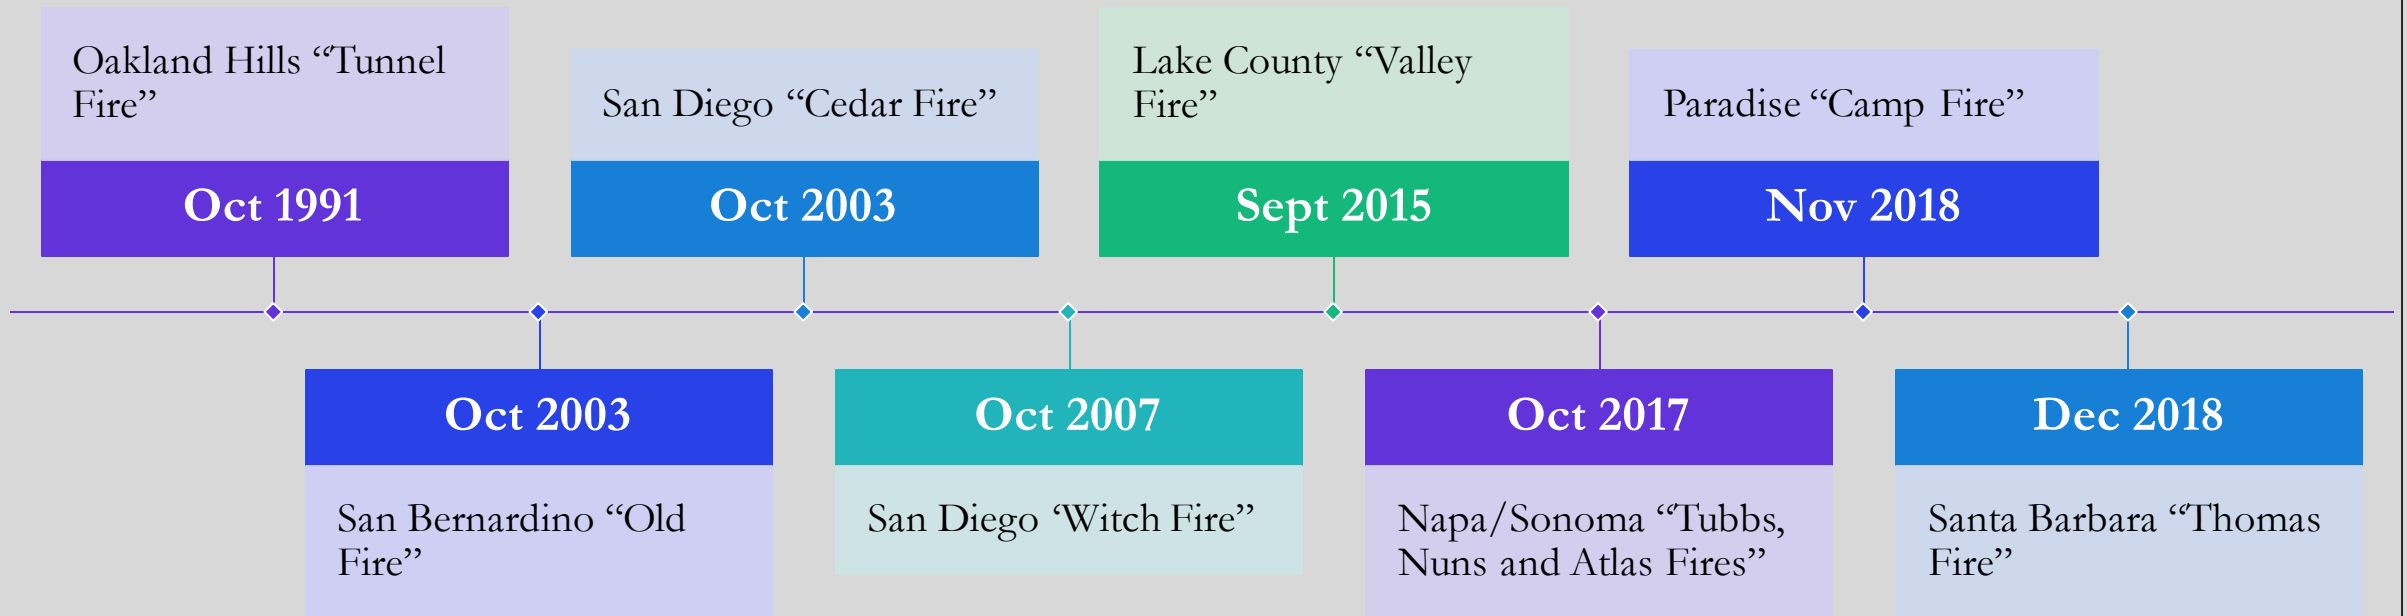 Oakland Hills “Tunnel
Fire”
Oct 1991
San Diego “Cedar Fire”
Oct 2003
Lake County “Valley
Fire”
Sept 2015
Paradise “Camp Fire”
Nov 2018
Oct 2003
San Bernardino “Old
Fire”
Oct 2007
San Diego ‘Witch Fire”
Oct 2017
Napa/Sonoma “Tubbs,
Nuns and Atlas Fires”
Dec 2018
Santa Barbara “Thomas
Fire”